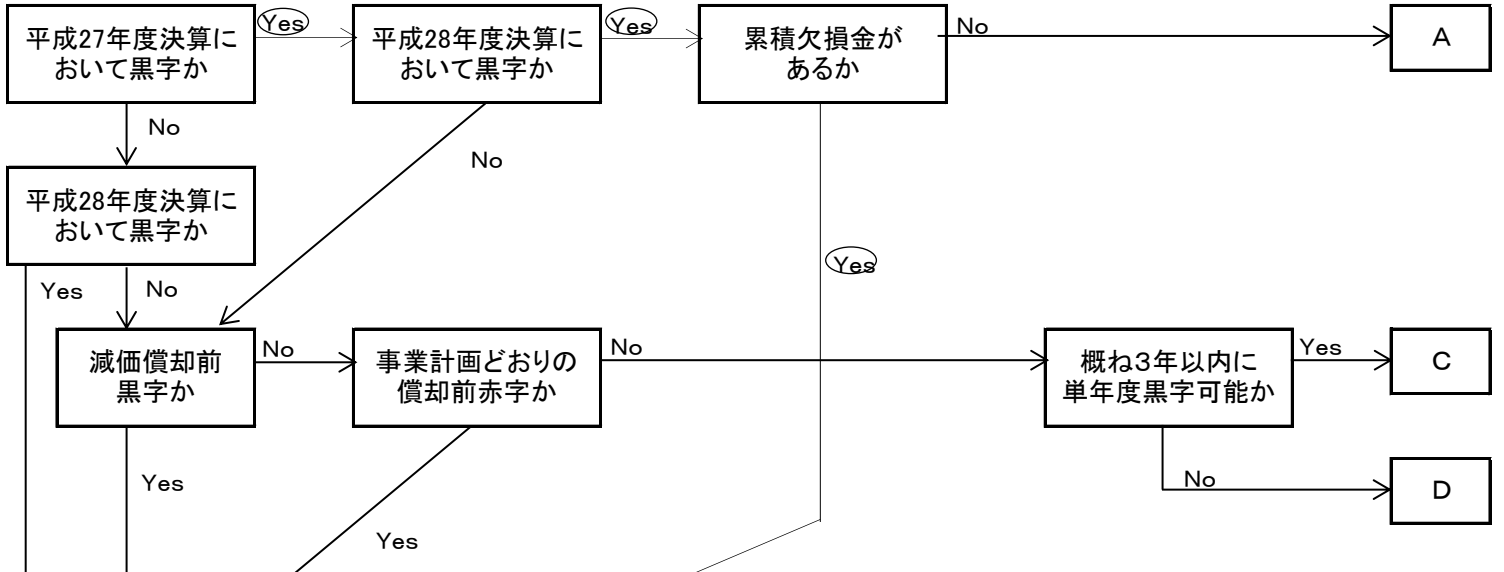 平成27年度決算に
おいて黒字か
Yes
平成28年度決算に
おいて黒字か
Yes
累積欠損金が
あるか
No
A
No
No
平成28年度決算に
おいて黒字か
Yes
Yes
No
減価償却前
黒字か
No
事業計画どおりの
償却前赤字か
No
概ね3年以内に
単年度黒字可能か
Yes
C
Yes
No
D
Yes